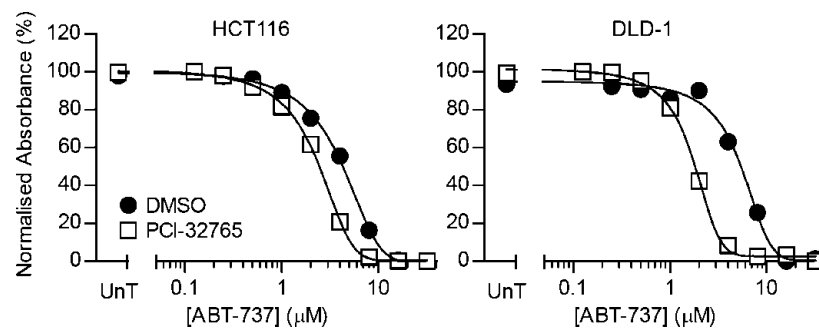 HCT116
DLD-1
Normalised Absorbance (%)
120
100
80
60
40
20
0
DMSO
PCI-32765
UnT
0.1
1
10
[ABT-737] (μM)
120
100
80
60
40
20
0
UnT
0.1
1
10
[ABT-737] (μM)